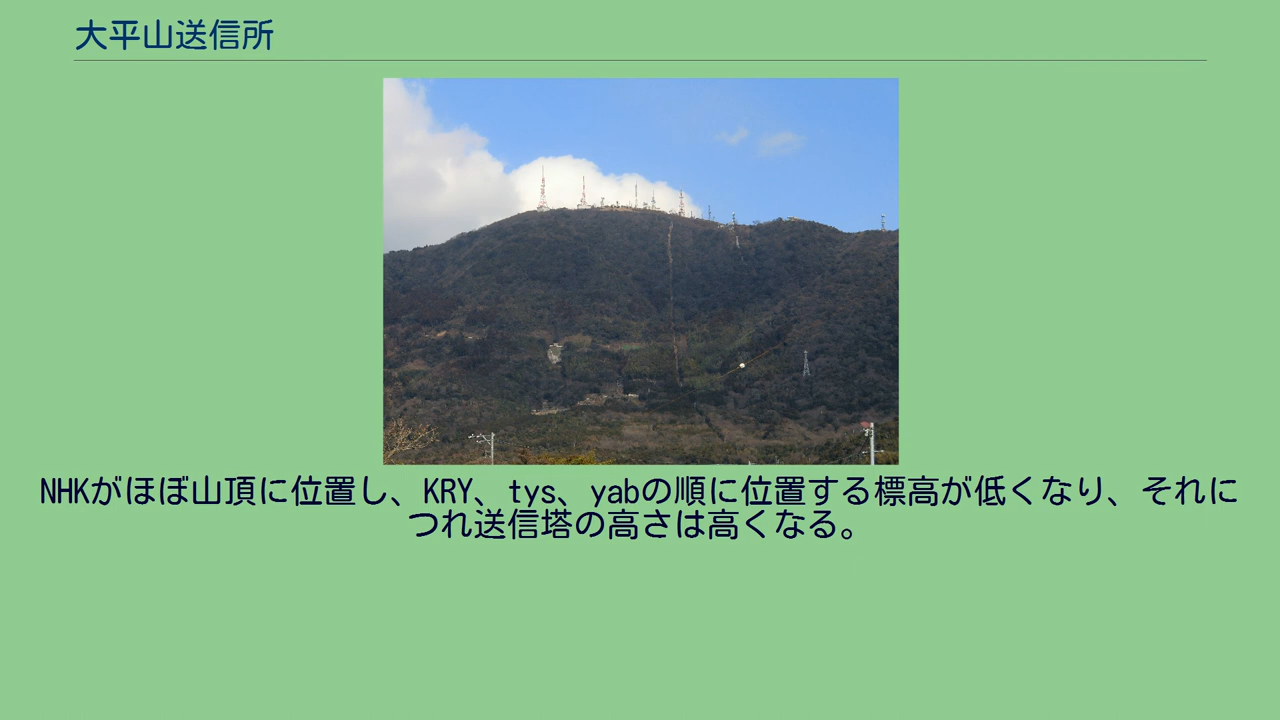 大平山送信所
NHKがほぼ山頂に位置し、KRY、tys、yabの順に位置する標高が低くなり、それに
つれ送信塔の高さは高くなる。